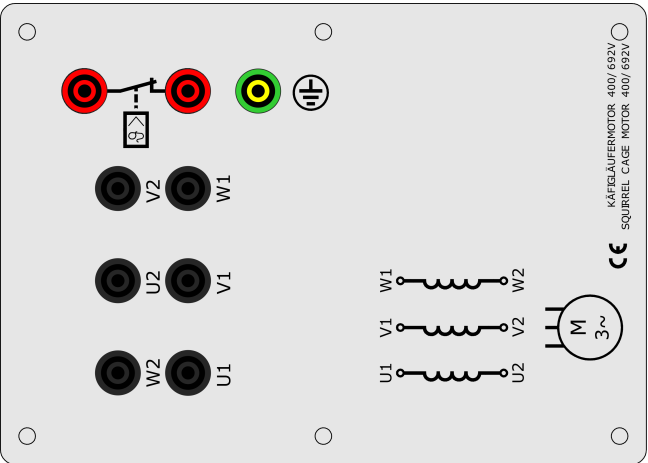 KÄFIGLÄUFERMOTOR 400/ 692V
SQUIRREL CAGE MOTOR 400/ 692V
CE
ϑ>
V2 W1
U2 V1
W2 U1
W1 W2
V1 V2
U1 U2
M
3~